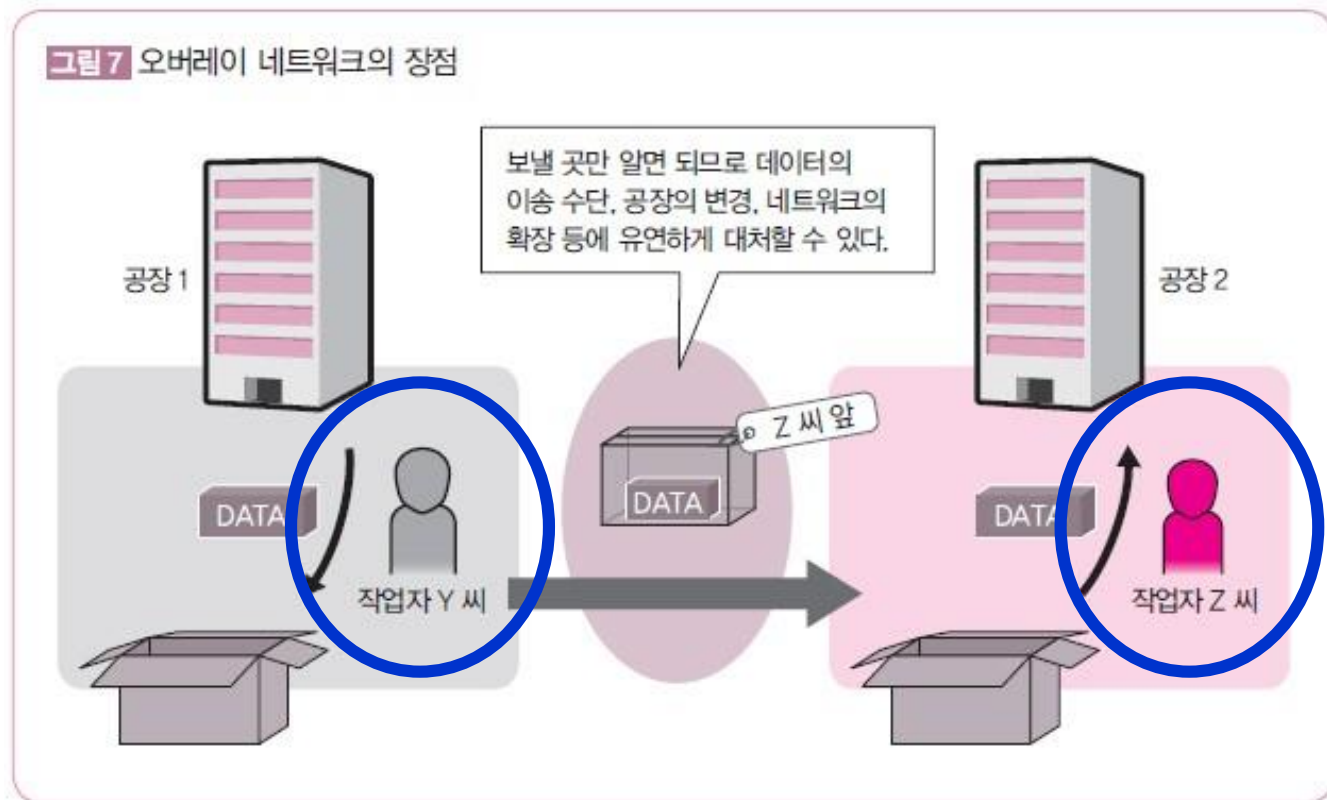 그림 7 오버레이 네트워크의 장점
보낼 곳만 알면 되므로 데이터의
이송 수단, 공장의 변경, 네트워크의
확장 등에 유연하게 대처할 수 있다.
공장 1
공장 2
Z 씨 앞
DATA
DATA
DATA
작업자 Y 씨
작업자 Z 씨